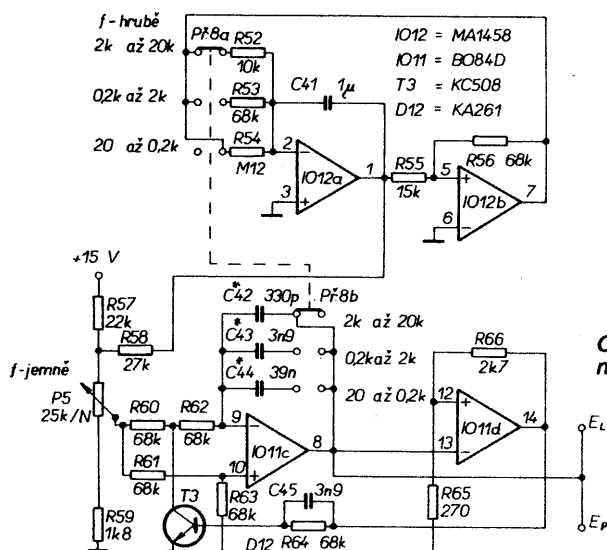 f-hrubě
2k až 20k
Př8a
R52
10k
0,2k až 2k
R53
68k
20 až 0,2k
R54
M12
C41
1µ
2
3
1
IO12a
R55
15k
R56
68k
5
6
7
IO12b
IO12 = MA1458
IO11 = BO84D
T3 = KC508
D12 = KA261
+15 V
R57
22k
R58
27k
f-jemně
P5
25k/N
R59
1k8
R60
68k
R61
68k
R62
68k
C42*
330p
C43*
3n9
C44*
39n
Př8b
2k až 20k
0,2k až 2k
20 až 0,2k
9
10
8
IO11c
R63
68k
T3
D12
C45
3n9
R64
68k
R65
270
R66
2k7
12
13
14
IO11d
EL
EP